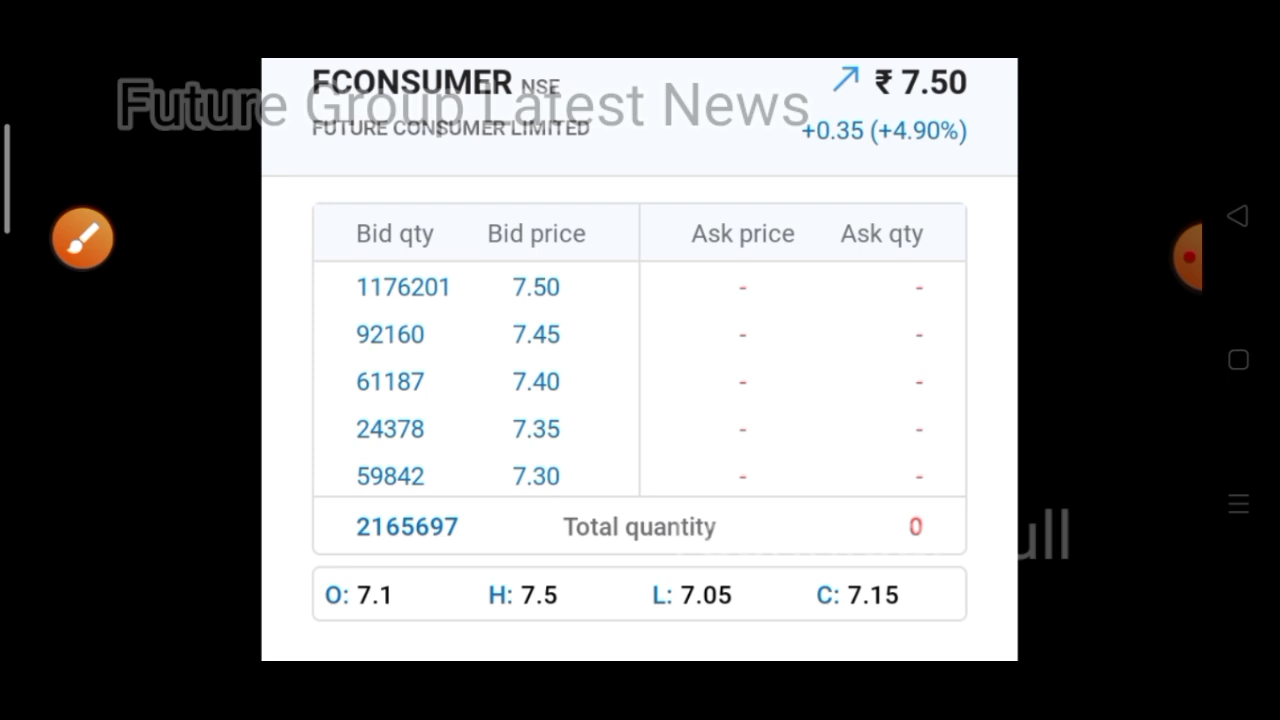 FCONSUMER NSE ₹ 7.50
Future Group Latest News
FUTURE CONSUMER LIMITED +0.35 (+4.90%)
Bid qty Bid price Ask price Ask qty
1176201 7.50 - -
92160 7.45 - -
61187 7.40 - -
24378 7.35 - -
59842 7.30 - -
2165697 Total quantity 0
O: 7.1 H: 7.5 L: 7.05 C: 7.15